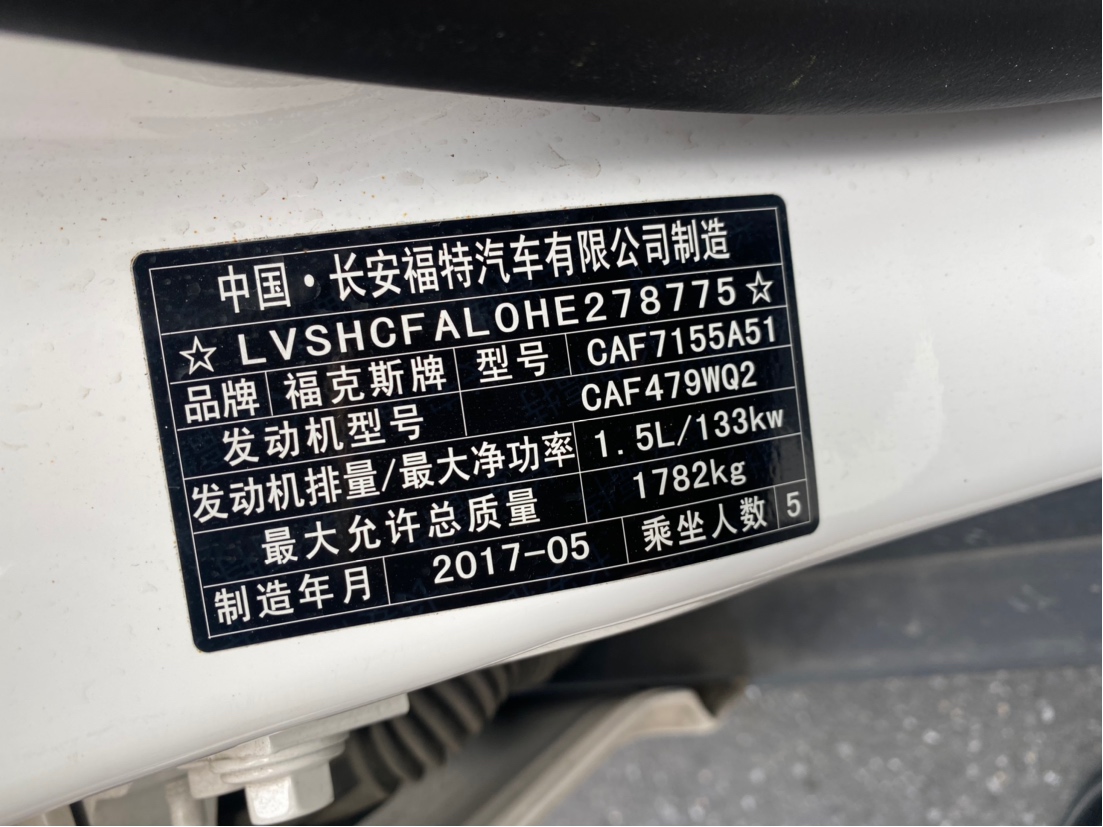 中国·长安福特汽车有限公司制造
☆LVSHCFAL0HE278775☆
品牌 福克斯牌 型号 CAF7155A51
发动机型号 CAF479WQ2
发动机排量/最大净功率 1.5L/133kw
最大允许总质量 1782kg
制造年月 2017-05 乘坐人数 5